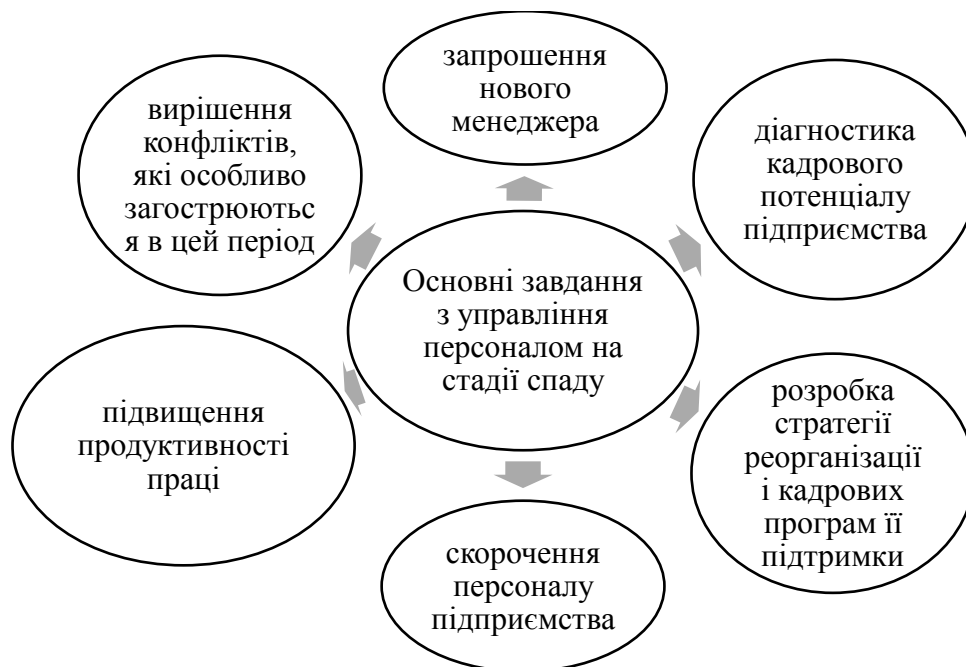 запрошення
нового
менеджера
вирішення
конфліктів,
які особливо
загострюютьс
я в цей період
діагностика
кадрового
потенціалу
підприємства
Основні завдання
з управління
персоналом на
стадії спаду
підвищення
продуктивності
праці
розробка
стратегії
реорганізації
і кадрових
програм її
підтримки
скорочення
персоналу
підприємства